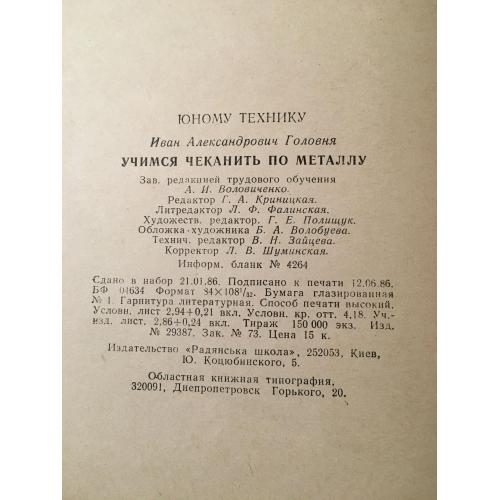 ЮНОМУ ТЕХНИКУ
Иван Александрович Головня
УЧИМСЯ ЧЕКАНИТЬ ПО МЕТАЛЛУ
Зав. редакцией трудового обучения
А. И. Воловиченко.
Редактор Г. А. Криницкая.
Литредактор Л. Ф. Фалинская.
Художеств. редактор. Г. Е. Полищук.
Обложка-художника Б. А. Волобуева.
Технич. редактор В. Н. Зайцева.
Корректор Л. В. Шуминская.
Информ. бланк № 4264
Сдано в набор 21.01.86. Подписано к печати 12.06.86.
БФ 01634 Формат 84×108¹/₃₂. Бумага глазированная
№ 1. Гарнитура литературная. Способ печати высокий.
Условн. лист 2,94+0,21 вкл. Условн. кр. отт. 4,18. Уч.-
изд. лист. 2,86+0,24 вкл. Тираж 150 000 экз. Изд.
№ 29387. Зак. № 73. Цена 15 к.
Издательство «Радянська школа», 252053, Киев,
Ю. Коцюбинского, 5.
Областная книжная типография,
320091, Днепропетровск Горького, 20.